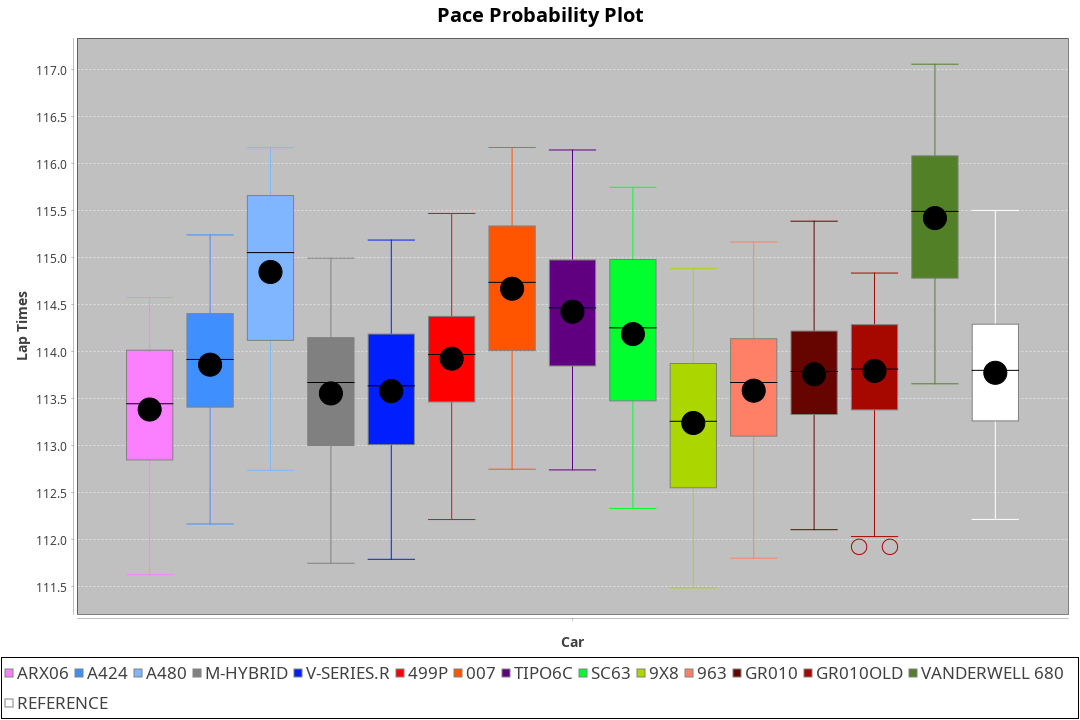 Pace Probability Plot
Lap Times
117.0
116.5
116.0
115.5
115.0
114.5
114.0
113.5
113.0
112.5
112.0
111.5
Car
ARX06 A424 A480 M-HYBRID V-SERIES.R 499P 007 TIPO6C SC63 9X8 963 GR010 GR010OLD VANDERWELL 680
REFERENCE